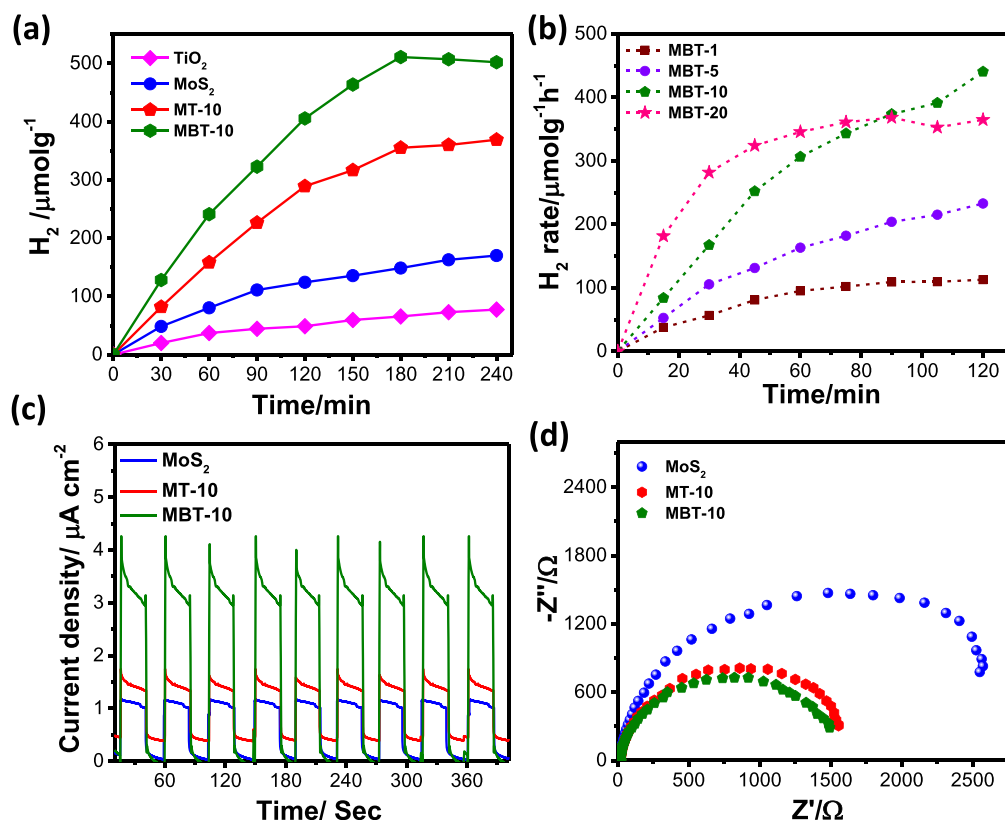 (a)
H₂ /μmolg⁻¹
500
400
300
200
100
0
0 30 60 90 120 150 180 210 240
Time/min
TiO₂
MoS₂
MT-10
MBT-10
(b)
H₂ rate/μmolg⁻¹h⁻¹
500
400
300
200
100
0
0 20 40 60 80 100 120
Time/min
MBT-1
MBT-5
MBT-10
MBT-20
(c)
Current density/ μA cm⁻²
6
5
4
3
2
1
0
60 120 180 240 300 360
Time/ Sec
MoS₂
MT-10
MBT-10
(d)
-Z''/Ω
2400
1800
1200
600
0
0 500 1000 1500 2000 2500
Z'/Ω
MoS₂
MT-10
MBT-10